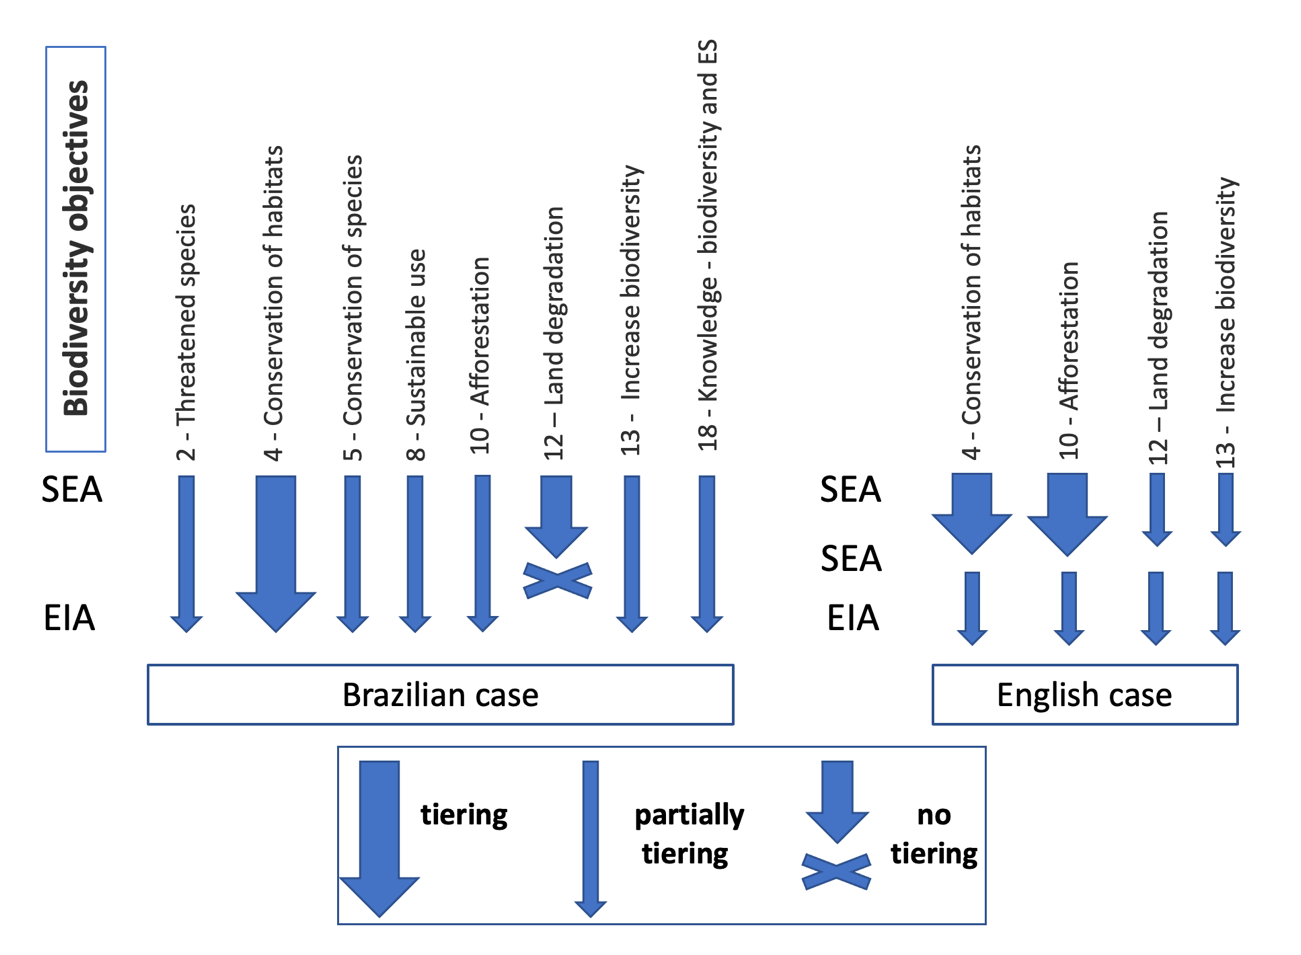 Biodiversity objectives
2 - Threatened species
4 - Conservation of habitats
5 - Conservation of species
8 - Sustainable use
10 - Afforestation
12 – Land degradation
13 - Increase biodiversity
18 - Knowledge - biodiversity and ES
4 - Conservation of habitats
10 - Afforestation
12 – Land degradation
13 - Increase biodiversity
SEA
EIA
SEA
SEA
EIA
Brazilian case
English case
tiering
partially
tiering
no
tiering